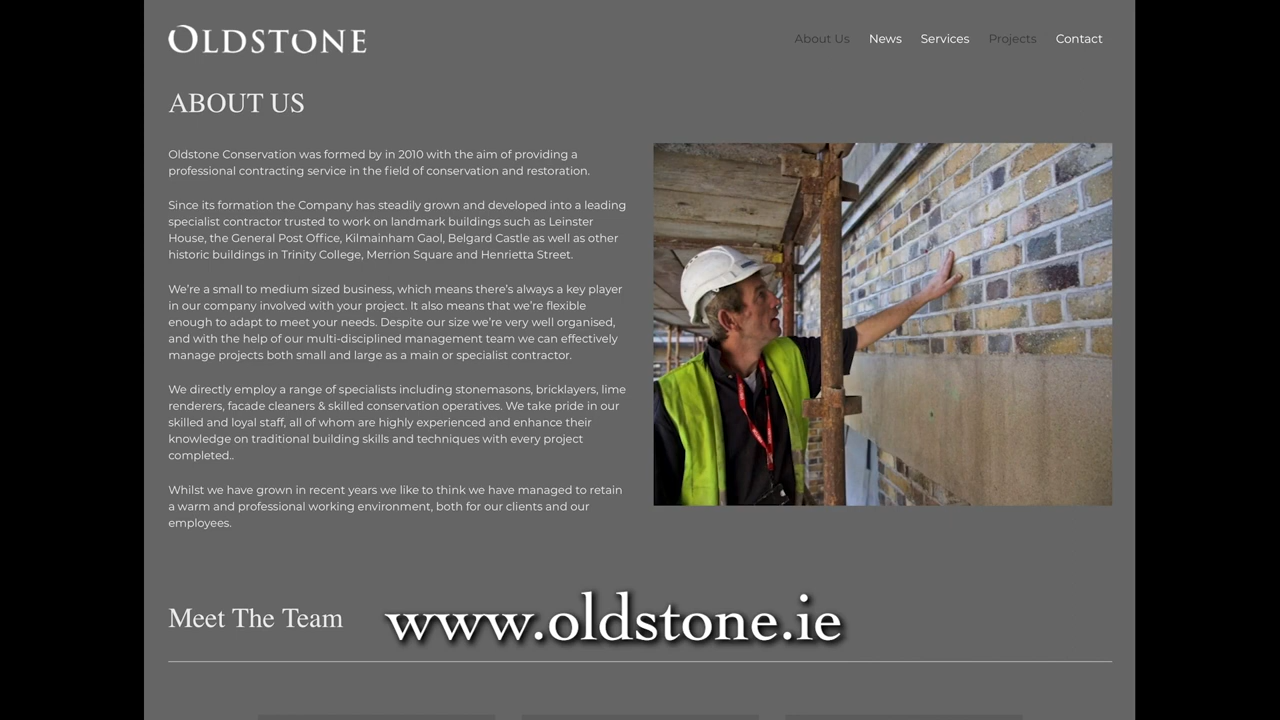 OLDSTONE
About Us News Services Projects Contact
ABOUT US
Oldstone Conservation was formed by in 2010 with the aim of providing a
professional contracting service in the field of conservation and restoration.
Since its formation the Company has steadily grown and developed into a leading
specialist contractor trusted to work on landmark buildings such as Leinster
House, the General Post Office, Kilmainham Gaol, Belgard Castle as well as other
historic buildings in Trinity College, Merrion Square and Henrietta Street.
We're a small to medium sized business, which means there's always a key player
in our company involved with your project. It also means that we're flexible
enough to adapt to meet your needs. Despite our size we're very well organised,
and with the help of our multi-disciplined management team we can effectively
manage projects both small and large as a main or specialist contractor.
We directly employ a range of specialists including stonemasons, bricklayers, lime
renderers, facade cleaners & skilled conservation operatives. We take pride in our
skilled and loyal staff, all of whom are highly experienced and enhance their
knowledge on traditional building skills and techniques with every project
completed..
Whilst we have grown in recent years we like to think we have managed to retain
a warm and professional working environment, both for our clients and our
employees.
Meet The Team
www.oldstone.ie